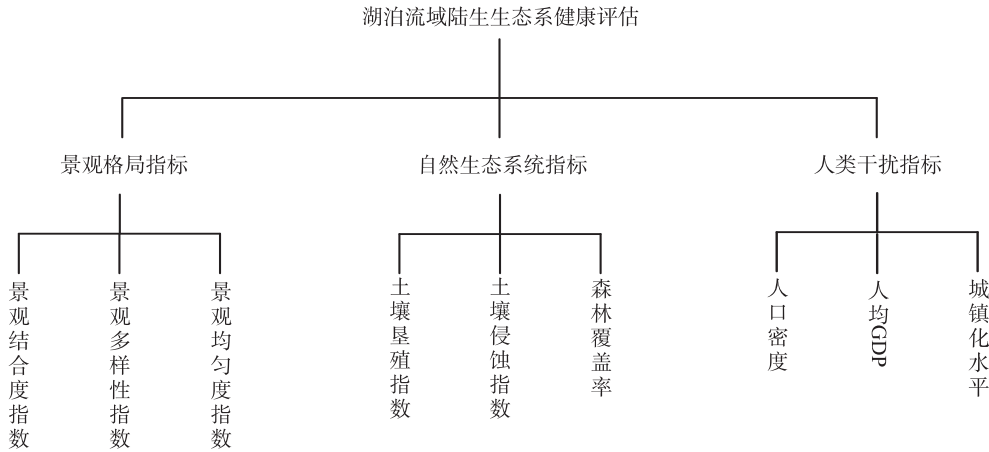 湖泊流域陆生生态系健康评估
景观格局指标
自然生态系统指标
人类干扰指标
景观结合度指数
景观多样性指数
景观均匀度指数
土壤垦殖指数
土壤侵蚀指数
森林覆盖率
人口密度
人均GDP
城镇化水平